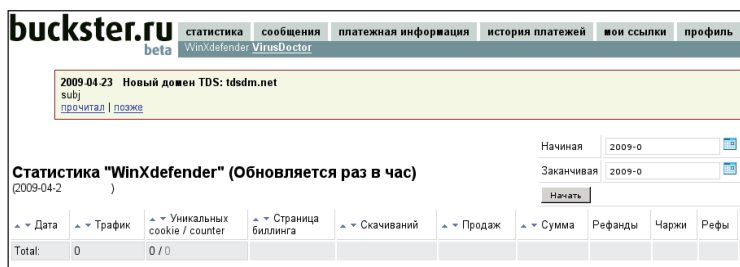 buckster.ru
beta
статистика сообщения платежная информация история платежей мои ссылки профиль
WinXdefender VirusDoctor
2009-04-23 Новый домен TDS: tdsdm.net
subj
прочитал | позже
Начиная 2009-0
Статистика "WinXdefender" (Обновляется раз в час)
Заканчивая 2009-0
(2009-04-2 )
Начать
Дата Трафик Уникальных cookie / counter Страница биллинга Скачиваний Продаж Сумма Рефанды Чаржи Рефы
Total: 0 0 / 0